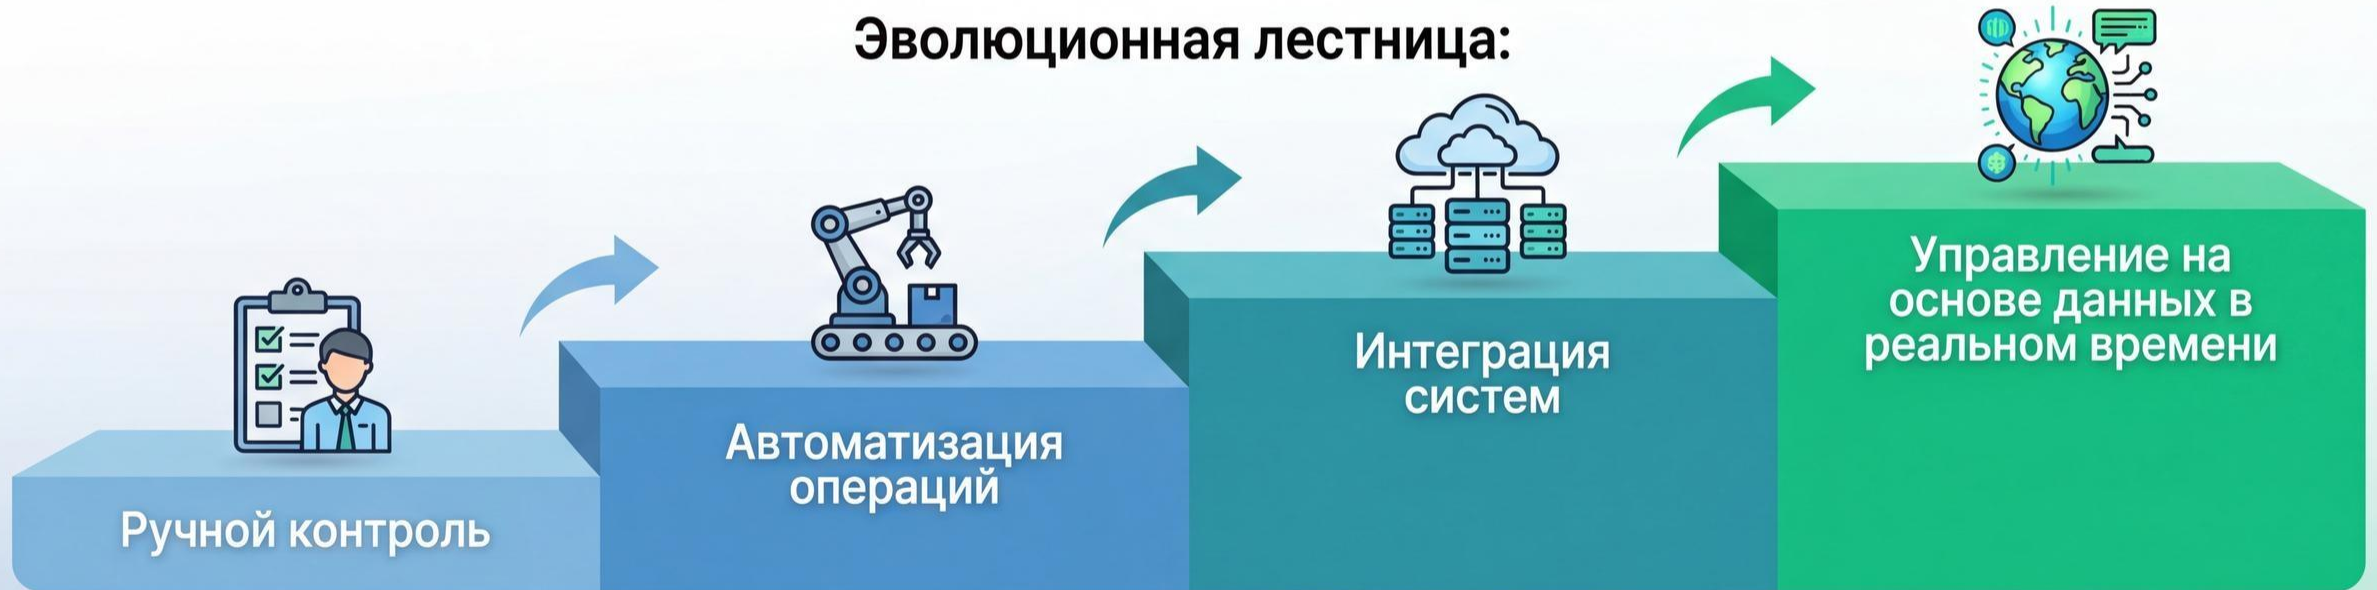 Эволюционная лестница:
Ручной контроль
Автоматизация
операций
Интеграция
систем
Управление на
основе данных в
реальном времени